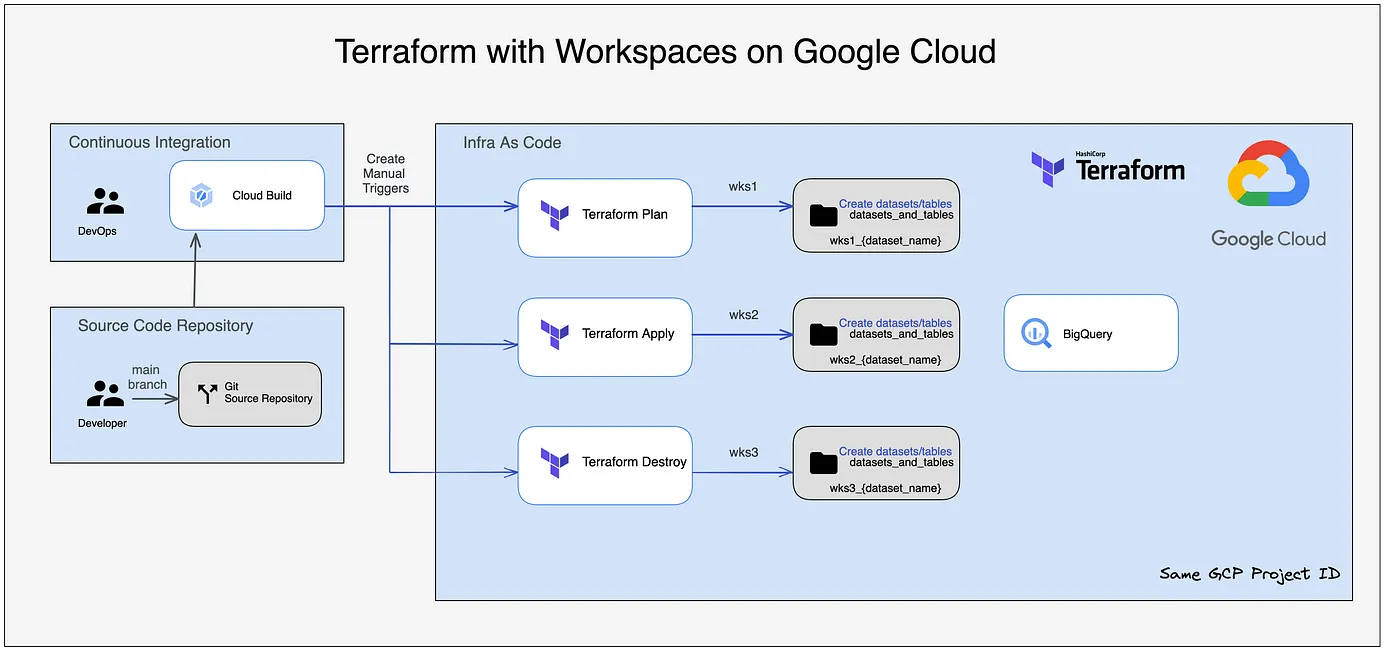 Terraform with Workspaces on Google Cloud
Continuous Integration
Cloud Build
DevOps
Create
Manual
Triggers
Source Code Repository
main
branch
Git
Source Repository
Developer
Infra As Code
HashiCorp
Terraform
Google Cloud
Terraform Plan
wks1
Create datasets/tables
datasets_and_tables
wks1_{dataset_name}
Terraform Apply
wks2
Create datasets/tables
datasets_and_tables
wks2_{dataset_name}
BigQuery
Terraform Destroy
wks3
Create datasets/tables
datasets_and_tables
wks3_{dataset_name}
Same GCP Project ID